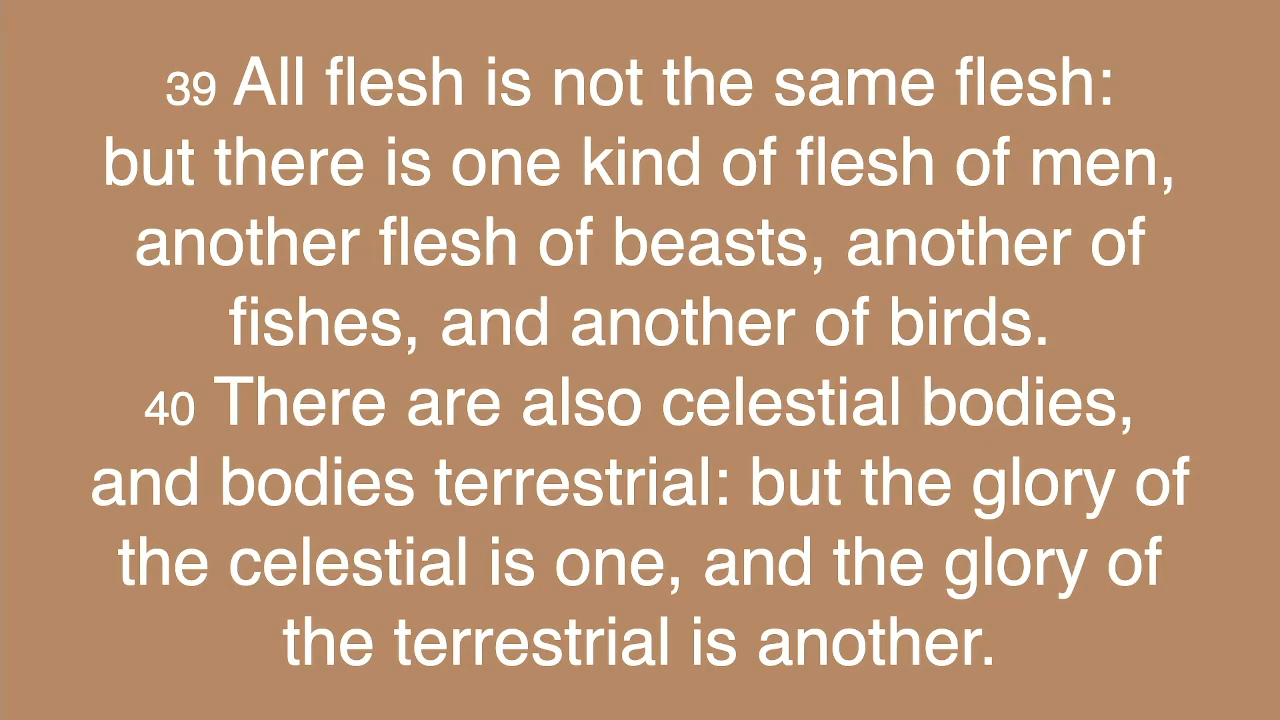 39 All flesh is not the same flesh:
but there is one kind of flesh of men,
another flesh of beasts, another of
fishes, and another of birds.
40 There are also celestial bodies,
and bodies terrestrial: but the glory of
the celestial is one, and the glory of
the terrestrial is another.